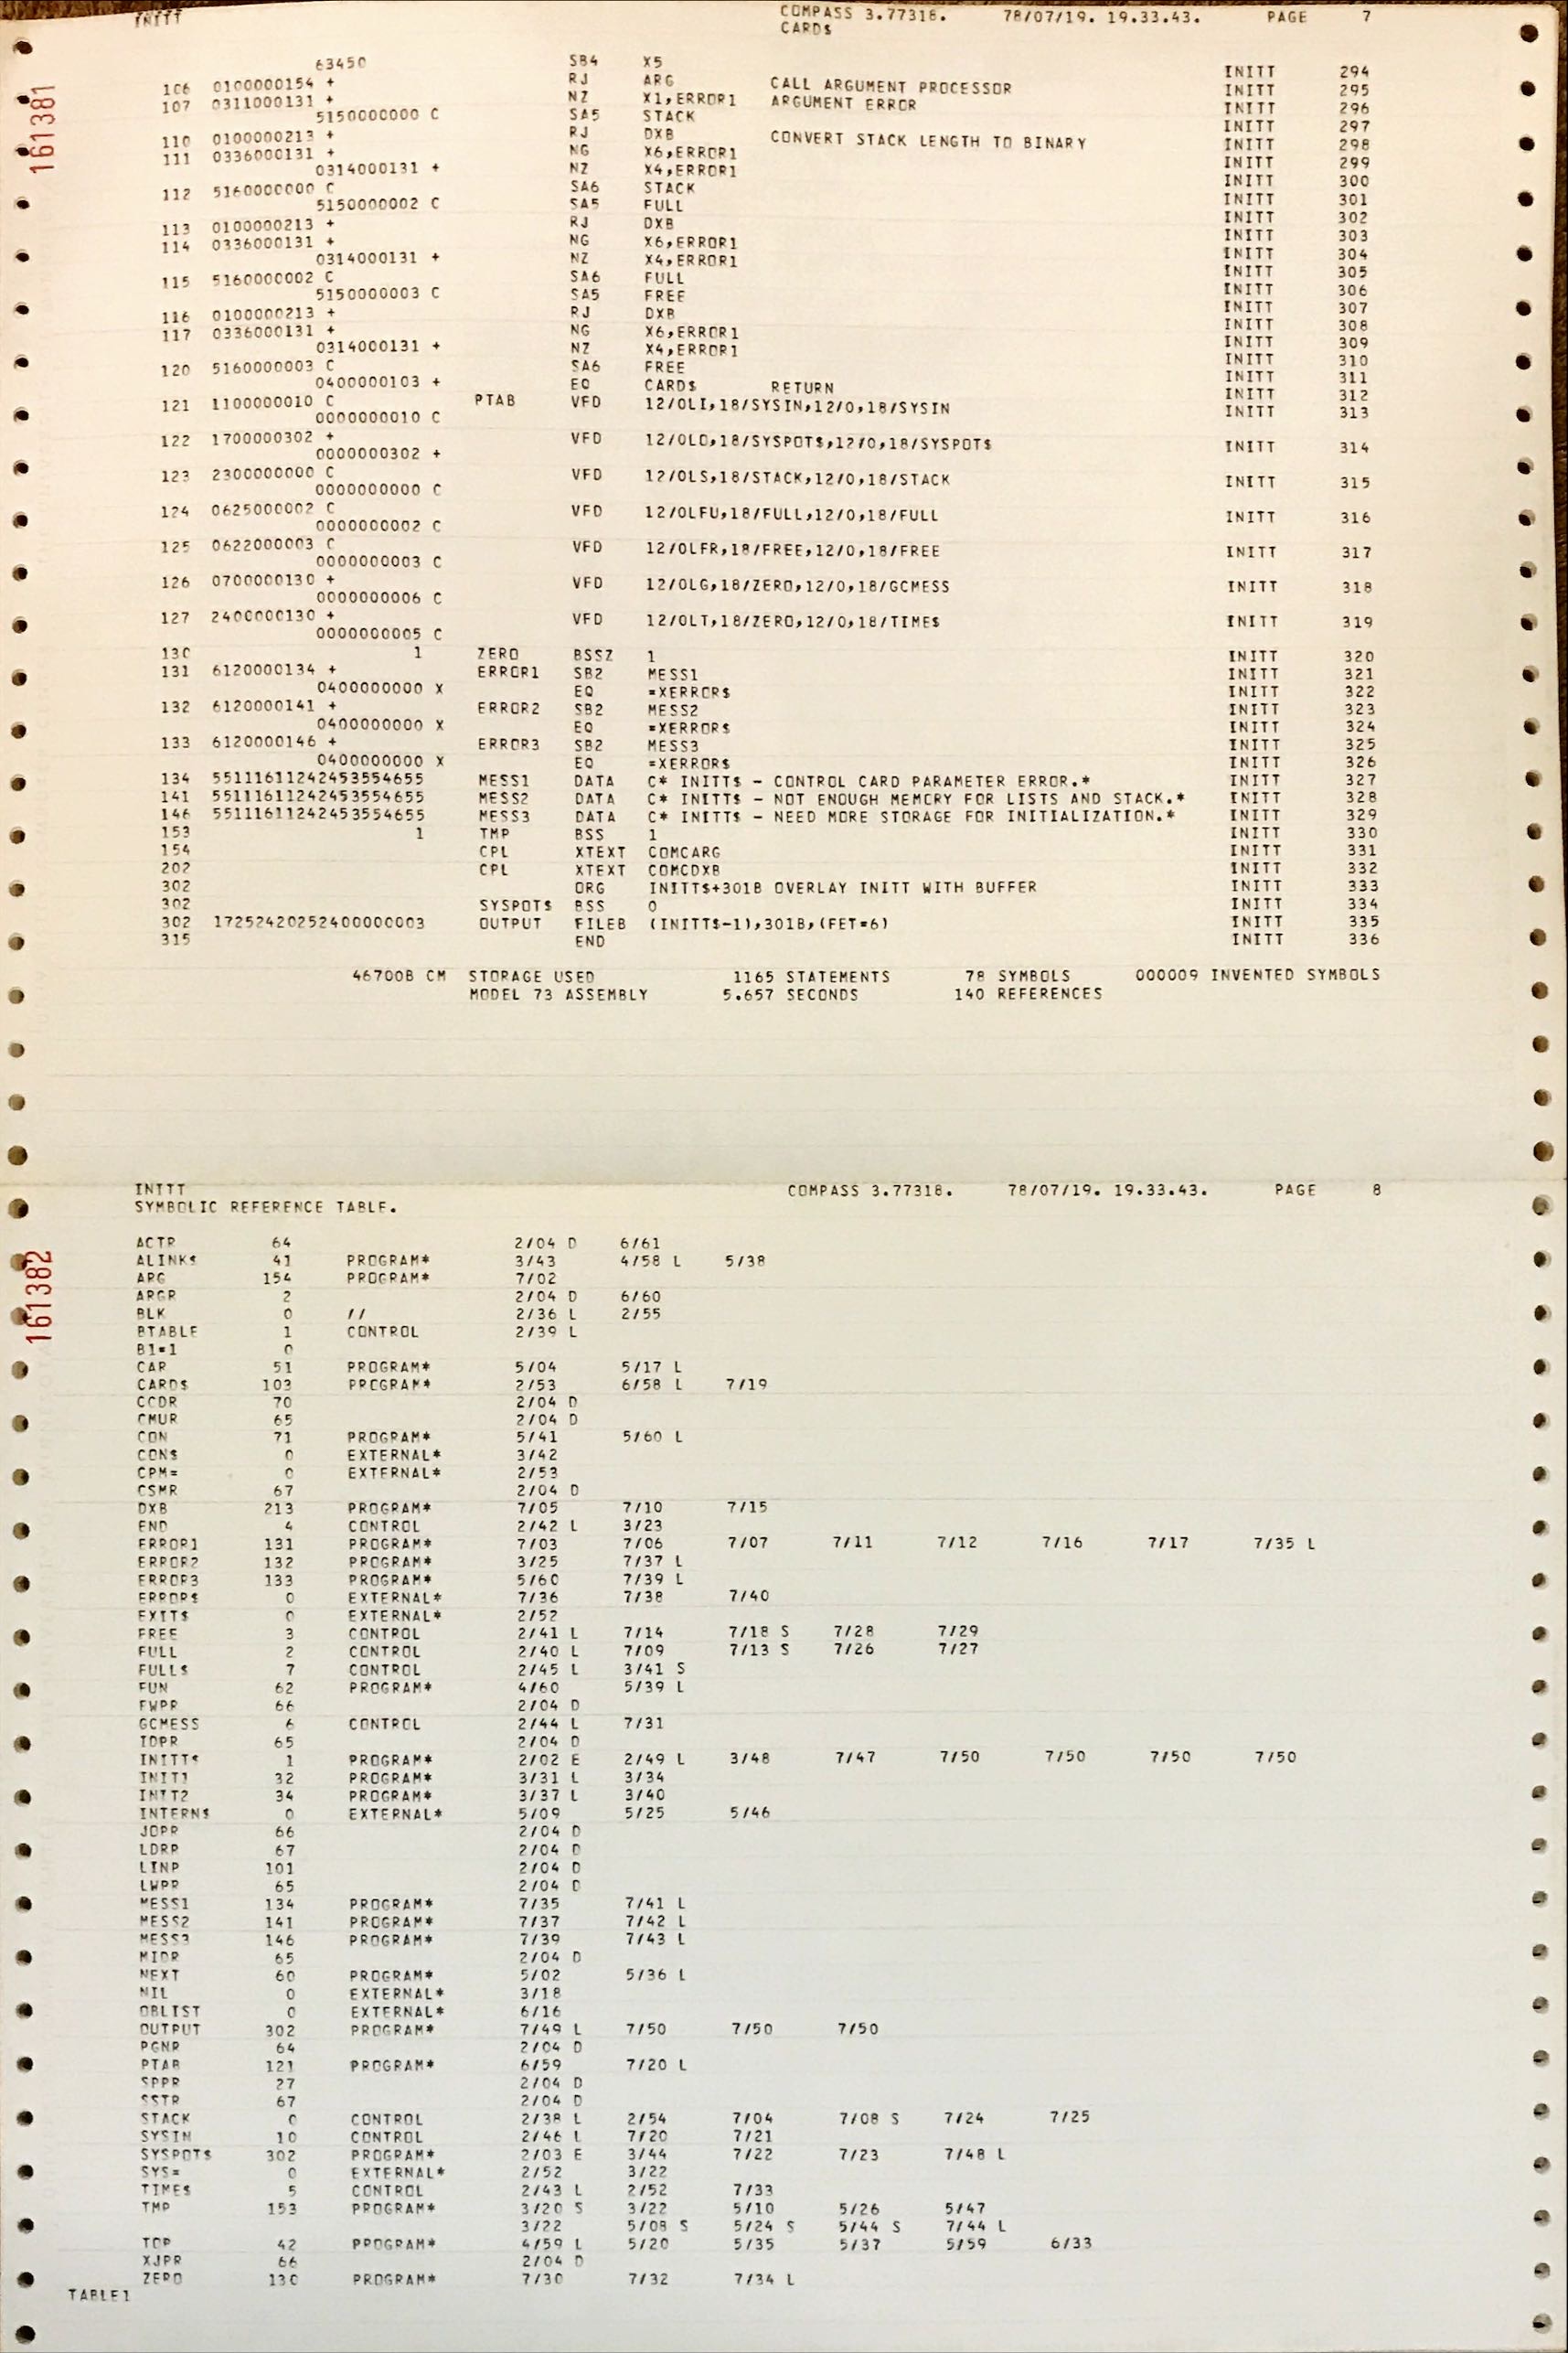 INITT COMPASS 3.77318. 78/07/19. 19.33.43. PAGE 7
CARD$
161381
63450 SB4 X5 INITT 294
106 0100000154 + RJ ARG CALL ARGUMENT PROCESSOR INITT 295
107 0311000131 + NZ X1,ERROR1 ARGUMENT ERROR INITT 296
5150000000 C SA5 STACK INITT 297
110 0100000213 + RJ DXB CONVERT STACK LENGTH TO BINARY INITT 298
111 0336000131 + NG X6,ERROR1 INITT 299
0314000131 + NZ X4,ERROR1 INITT 300
112 5160000000 C SA6 STACK INITT 301
5150000002 C SA5 FULL INITT 302
113 0100000213 + RJ DXB INITT 303
114 0336000131 + NG X6,ERROR1 INITT 304
0314000131 + NZ X4,ERROR1 INITT 305
115 5160000002 C SA6 FULL INITT 306
5150000003 C SA5 FREE INITT 307
116 0100000213 + RJ DXB INITT 308
117 0336000131 + NG X6,ERROR1 INITT 309
0314000131 + NZ X4,ERROR1 INITT 310
120 5160000003 C SA6 FREE INITT 311
0400000103 + EQ CARD$ RETURN INITT 312
121 1100000010 C PTAB VFD 12/0LI,18/SYSIN,12/0,18/SYSIN INITT 313
0000000010 C
122 1700000302 + VFD 12/0LO,18/SYSPOT$,12/0,18/SYSPOT$ INITT 314
0000000302 +
123 2300000000 C VFD 12/0LS,18/STACK,12/0,18/STACK INITT 315
0000000000 C
124 0625000002 C VFD 12/0LFU,18/FULL,12/0,18/FULL INITT 316
0000000002 C
125 0622000003 C VFD 12/0LFR,18/FREE,12/0,18/FREE INITT 317
0000000003 C
126 0700000130 + VFD 12/0LG,18/ZERO,12/0,18/GCMESS INITT 318
0000000006 C
127 2400000130 + VFD 12/0LT,18/ZERO,12/0,18/TIME$ INITT 319
0000000005 C
130 1 ZERO BSSZ 1 INITT 320
131 6120000134 + ERROR1 SB2 MESS1 INITT 321
0400000000 X EQ =XERROR$ INITT 322
132 6120000141 + ERROR2 SB2 MESS2 INITT 323
0400000000 X EQ =XERROR$ INITT 324
133 6120000146 + ERROR3 SB2 MESS3 INITT 325
0400000000 X EQ =XERROR$ INITT 326
134 55111611242453554655 MESS1 DATA C* INITT$ - CONTROL CARD PARAMETER ERROR.* INITT 327
141 55111611242453554655 MESS2 DATA C* INITT$ - NOT ENOUGH MEMORY FOR LISTS AND STACK.* INITT 328
146 55111611242453554655 MESS3 DATA C* INITT$ - NEED MORE STORAGE FOR INITIALIZATION.* INITT 329
153 1 TMP BSS 1 INITT 330
154 CPL XTEXT COMCARG INITT 331
202 CPL XTEXT COMCDXB INITT 332
302 ORG INITT$+301B OVERLAY INITT WITH BUFFER INITT 333
302 SYSPOT$ BSS 0 INITT 334
302 17252420252400000003 OUTPUT FILEB (INITT$-1),301B,(FET=6) INITT 335
315 END INITT 336
46700B CM STORAGE USED 1165 STATEMENTS 78 SYMBOLS 000009 INVENTED SYMBOLS
MODEL 73 ASSEMBLY 5.657 SECONDS 140 REFERENCES
INITT COMPASS 3.77318. 78/07/19. 19.33.43. PAGE 8
SYMBOLIC REFERENCE TABLE.
161382
ACTR 64 2/04 D 6/61
ALINK$ 41 PROGRAM* 3/43 4/58 L 5/38
ARG 154 PROGRAM* 7/02
ARGR 2 2/04 D 6/60
BLK 0 // 2/36 L 2/55
BTABLE 1 CONTROL 2/39 L
B1=1 0
CAR 51 PROGRAM* 5/04 5/17 L
CARD$ 103 PROGRAM* 2/53 6/58 L 7/19
CCDR 70 2/04 D
CMUR 65 2/04 D
CON 71 PROGRAM* 5/41 5/60 L
CONS 0 EXTERNAL* 3/42
CPM= 0 EXTERNAL* 2/53
CSMR 67 2/04 D
DXB 213 PROGRAM* 7/05 7/10 7/15
END 4 CONTROL 2/42 L 3/23
ERROR1 131 PROGRAM* 7/03 7/06 7/07 7/11 7/12 7/16 7/17 7/35 L
ERROR2 132 PROGRAM* 3/25 7/37 L
ERROR3 133 PROGRAM* 5/60 7/39 L
ERROR$ 0 EXTERNAL* 7/36 7/38 7/40
EXIT$ 0 EXTERNAL* 2/52
FREE 3 CONTROL 2/41 L 7/14 7/18 S 7/28 7/29
FULL 2 CONTROL 2/40 L 7/09 7/13 S 7/26 7/27
FULL$ 7 CONTROL 2/45 L 3/41 S
FUN 62 PROGRAM* 4/60 5/39 L
FWPR 66 2/04 D
GCMESS 6 CONTROL 2/44 L 7/31
IDPR 65 2/04 D
INITT$ 1 PROGRAM* 2/02 E 2/49 L 3/48 7/47 7/50 7/50 7/50 7/50
INIT1 32 PROGRAM* 3/31 L 3/34
INIT2 34 PROGRAM* 3/37 L 3/40
INTERN$ 0 EXTERNAL* 5/09 5/25 5/46
JOPR 66 2/04 D
LDRR 67 2/04 D
LINP 101 2/04 D
LWPR 65 2/04 D
MESS1 134 PROGRAM* 7/35 7/41 L
MESS2 141 PROGRAM* 7/37 7/42 L
MESS3 146 PROGRAM* 7/39 7/43 L
MIDR 65 2/04 D
NEXT 60 PROGRAM* 5/02 5/36 L
NIL 0 EXTERNAL* 3/18
OBLIST 0 EXTERNAL* 6/16
OUTPUT 302 PROGRAM* 7/49 L 7/50 7/50 7/50
PGNR 64 2/04 D
PTAB 121 PROGRAM* 6/59 7/20 L
SPPR 27 2/04 D
SSTR 67 2/04 D
STACK 0 CONTROL 2/38 L 2/54 7/04 7/08 S 7/24 7/25
SYSIN 10 CONTROL 2/46 L 7/20 7/21
SYSPOT$ 302 PROGRAM* 2/03 E 3/44 7/22 7/23 7/48 L
SYS= 0 EXTERNAL* 2/52 3/22
TIME$ 5 CONTROL 2/43 L 2/52 7/33
TMP 153 PROGRAM* 3/20 S 3/22 5/10 5/26 5/47
3/22 5/08 S 5/24 S 5/44 S 7/44 L
TOP 42 PROGRAM* 4/59 L 5/20 5/35 5/37 5/59 6/33
XJPR 66 2/04 D
ZERO 130 PROGRAM* 7/30 7/32 7/34 L
TABLE1